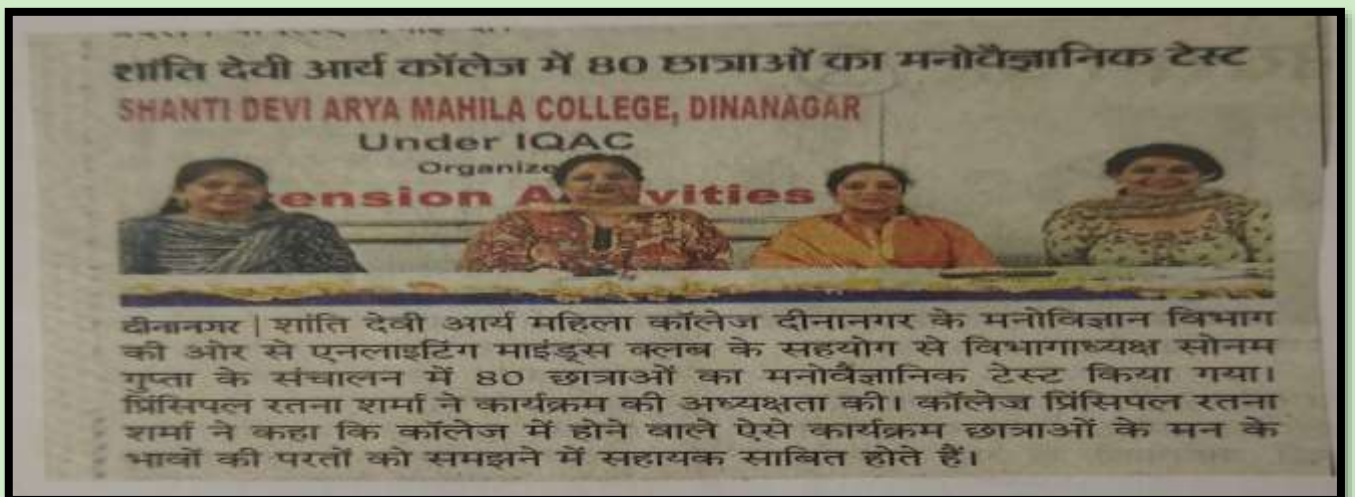 शांति देवी आर्य कॉलेज में 80 छात्राओं का मनोवैज्ञानिक टेस्ट
SHANTI DEVI ARYA MAHILA COLLEGE, DINANAGAR
Under IQAC
Organize
ension A vities
दीनानगर | शांति देवी आर्य महिला कॉलेज दीनानगर के मनोविज्ञान विभाग
की ओर से एनलाइटिंग माइंड्स क्लब के सहयोग से विभागाध्यक्ष सोनम
गुप्ता के संचालन में 80 छात्राओं का मनोवैज्ञानिक टेस्ट किया गया।
प्रिंसिपल रतना शर्मा ने कार्यक्रम की अध्यक्षता की। कॉलेज प्रिंसिपल रतना
शर्मा ने कहा कि कॉलेज में होने वाले ऐसे कार्यक्रम छात्राओं के मन के
भावों की परतों को समझने में सहायक साबित होते हैं।